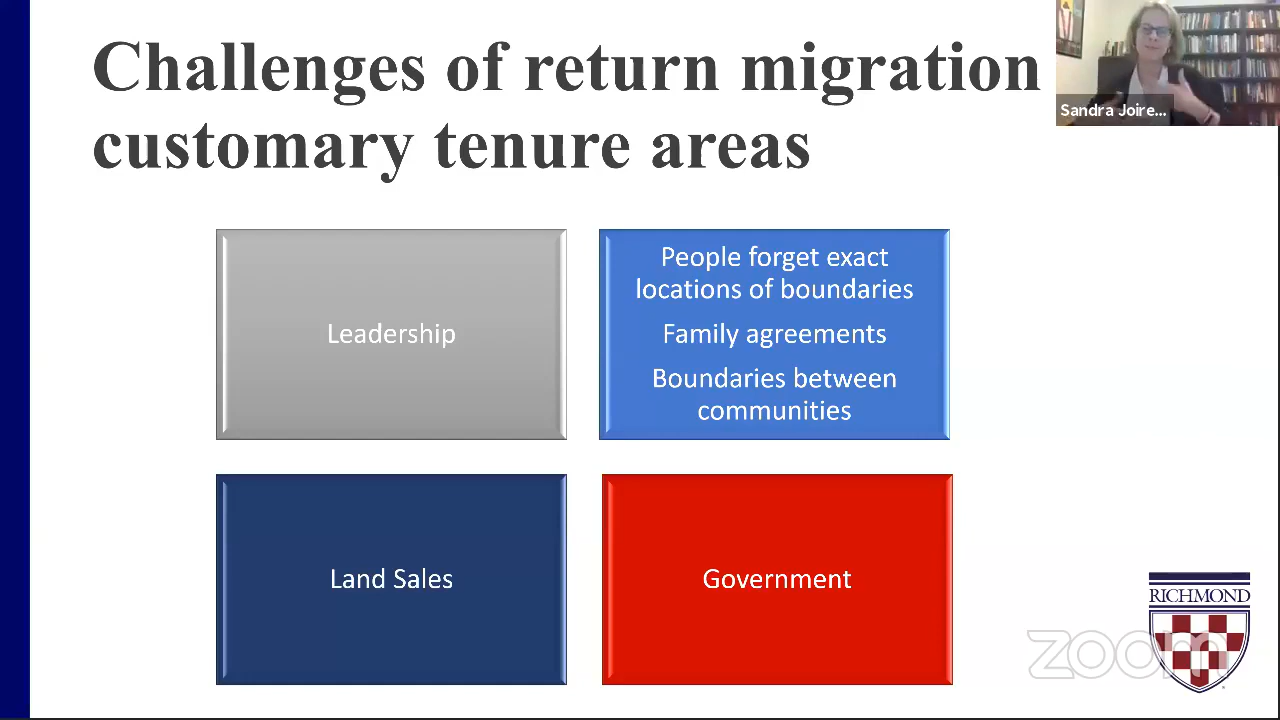 Challenges of return migration
customary tenure areas
Sandra Joire...
Leadership
People forget exact
locations of boundaries
Family agreements
Boundaries between
communities
Land Sales
Government
RICHMOND
zoom